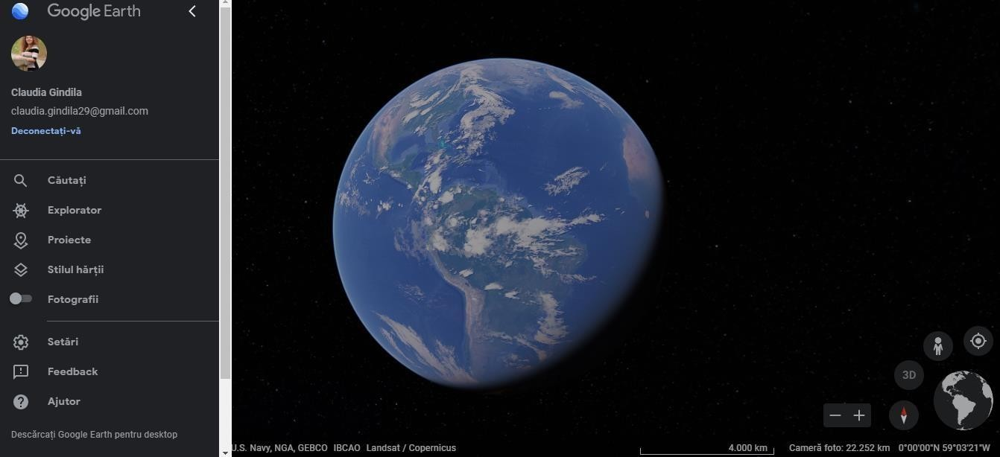 Google Earth
Claudia Gindila
claudia.gindila29@gmail.com
Deconectați-vă
Căutați
Explorator
Proiecte
Stilul hărții
Fotografii
Setări
Feedback
Ajutor
Descărcați Google Earth pentru desktop
3D
U.S. Navy, NGA, GEBCO IBCAO Landsat / Copernicus
4.000 km
Cameră foto: 22.252 km 0°00'00"N 59°03'21"W